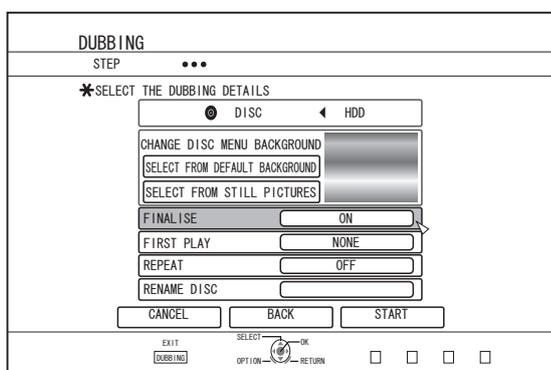 DUBBING
STEP
SELECT THE DUBBING DETAILS
DISC HDD
CHANGE DISC MENU BACKGROUND
SELECT FROM DEFAULT BACKGROUND
SELECT FROM STILL PICTURES
FINALISE ON
FIRST PLAY NONE
REPEAT OFF
RENAME DISC
CANCEL BACK START
EXIT
DUBBING
SELECT OK
OPTION RETURN